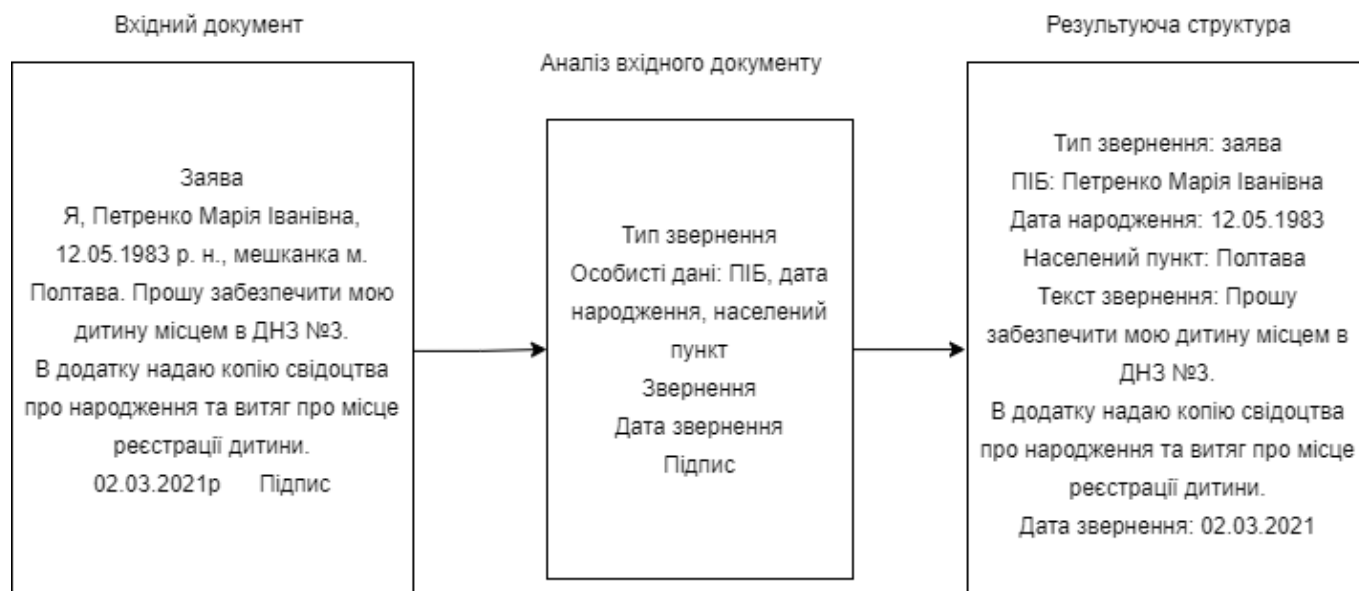 Вхідний документ
Заява
Я, Петренко Марія Іванівна,
12.05.1983 р. н., мешканка м.
Полтава. Прошу забезпечити мою
дитину місцем в ДНЗ №3.
В додатку надаю копію свідоцтва
про народження та витяг про місце
реєстрації дитини.
02.03.2021р Підпис
Аналіз вхідного документу
Тип звернення
Особисті дані: ПІБ, дата
народження, населений
пункт
Звернення
Дата звернення
Підпис
Результуюча структура
Тип звернення: заява
ПІБ: Петренко Марія Іванівна
Дата народження: 12.05.1983
Населений пункт: Полтава
Текст звернення: Прошу
забезпечити мою дитину місцем в
ДНЗ №3.
В додатку надаю копію свідоцтва
про народження та витяг про місце
реєстрації дитини.
Дата звернення: 02.03.2021